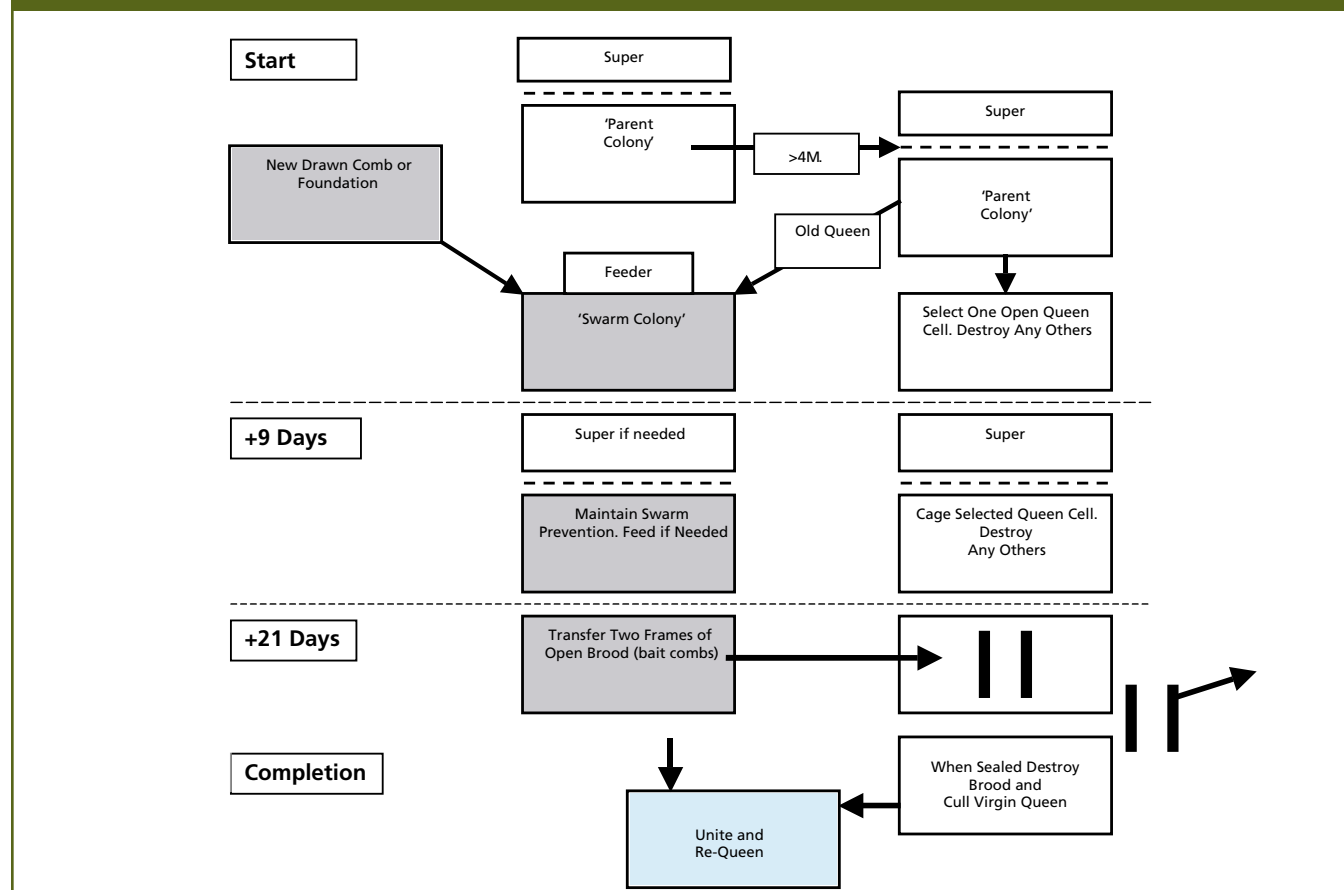 Start
Super
Super
'Parent
Colony'
>4M.
New Drawn Comb or
Foundation
'Parent
Colony'
Old Queen
Feeder
'Swarm Colony'
Select One Open Queen
Cell. Destroy Any Others
+9 Days
Super if needed
Super
Maintain Swarm
Prevention. Feed if Needed
Cage Selected Queen Cell.
Destroy
Any Others
+21 Days
Transfer Two Frames of
Open Brood (bait combs)
Completion
When Sealed Destroy
Brood and
Cull Virgin Queen
Unite and
Re-Queen